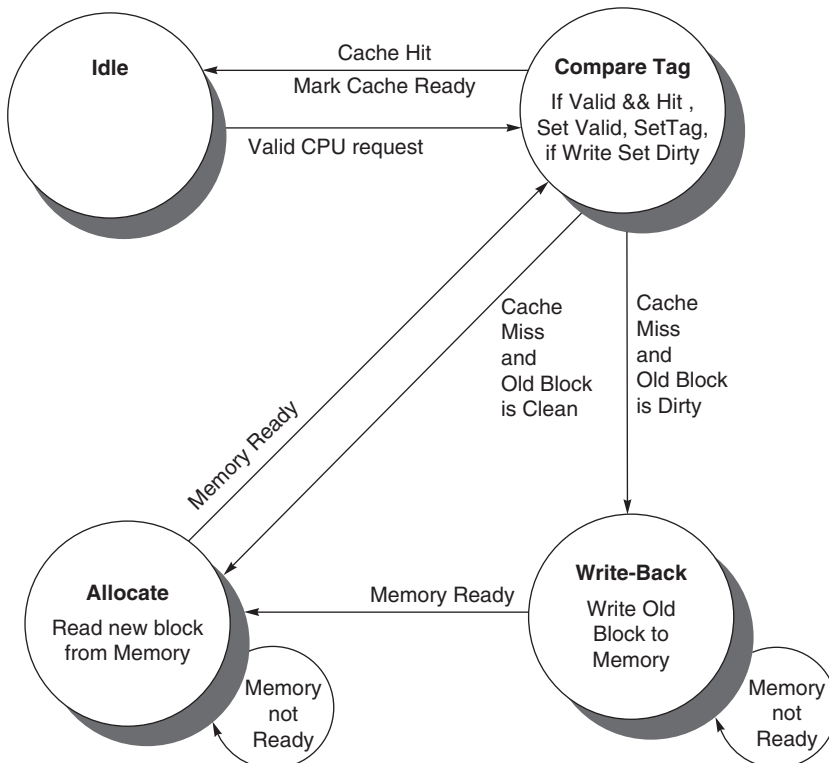 Idle
Cache Hit
Mark Cache Ready
Valid CPU request
Compare Tag
If Valid && Hit ,
Set Valid, SetTag,
if Write Set Dirty
Cache
Miss
and
Old Block
is Clean
Cache
Miss
and
Old Block
is Dirty
Memory Ready
Allocate
Read new block
from Memory
Memory
not
Ready
Memory Ready
Write-Back
Write Old
Block to
Memory
Memory
not
Ready